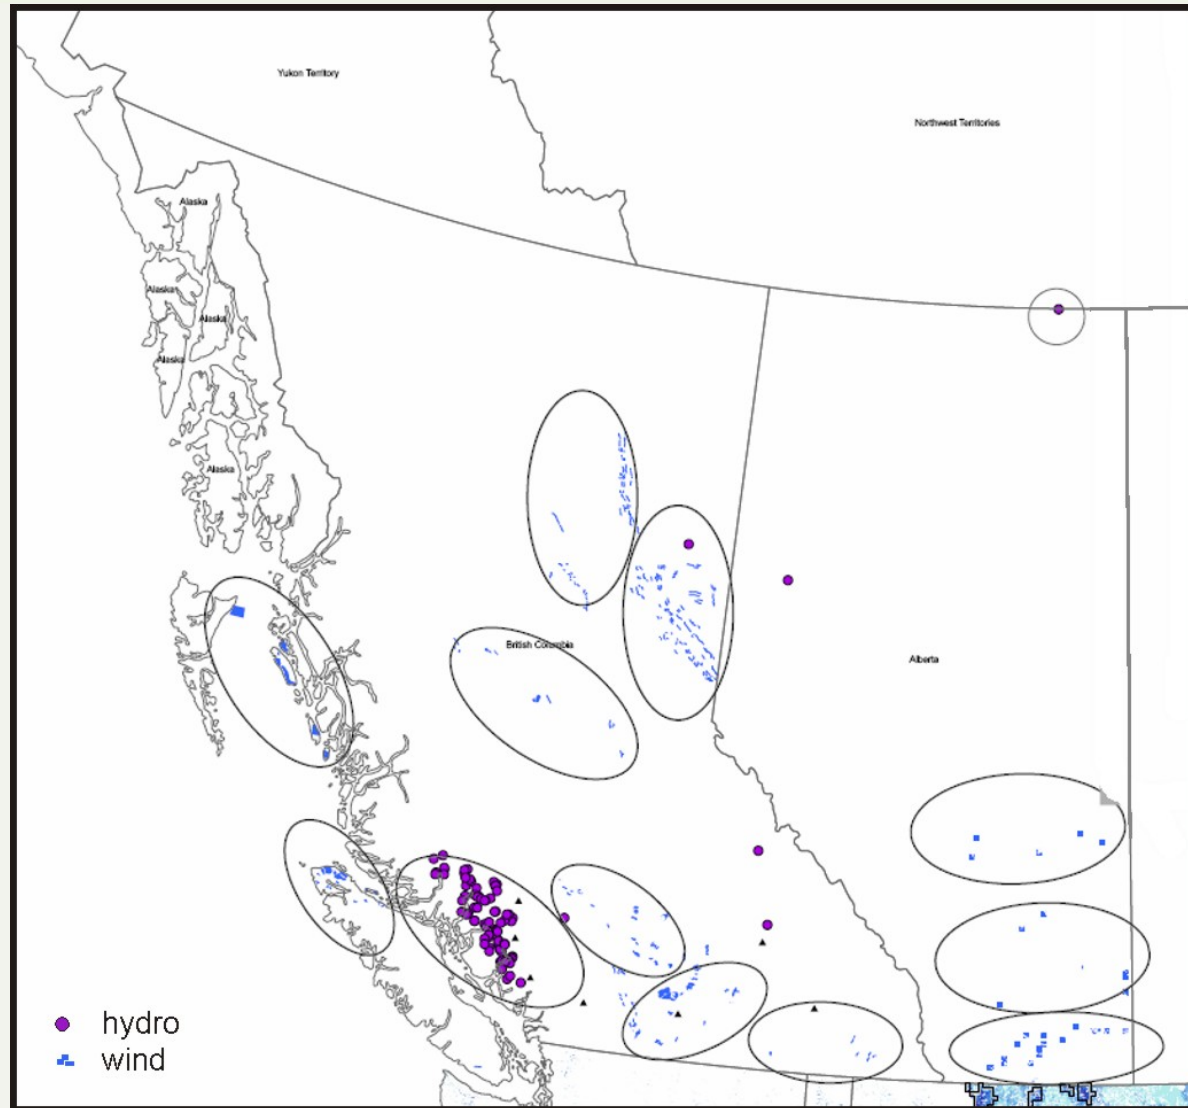 Yukon Territory
Northwest Territories
Alaska
Alaska
Alaska
Alaska
Alaska
British Columbia
Alberta
hydro
wind